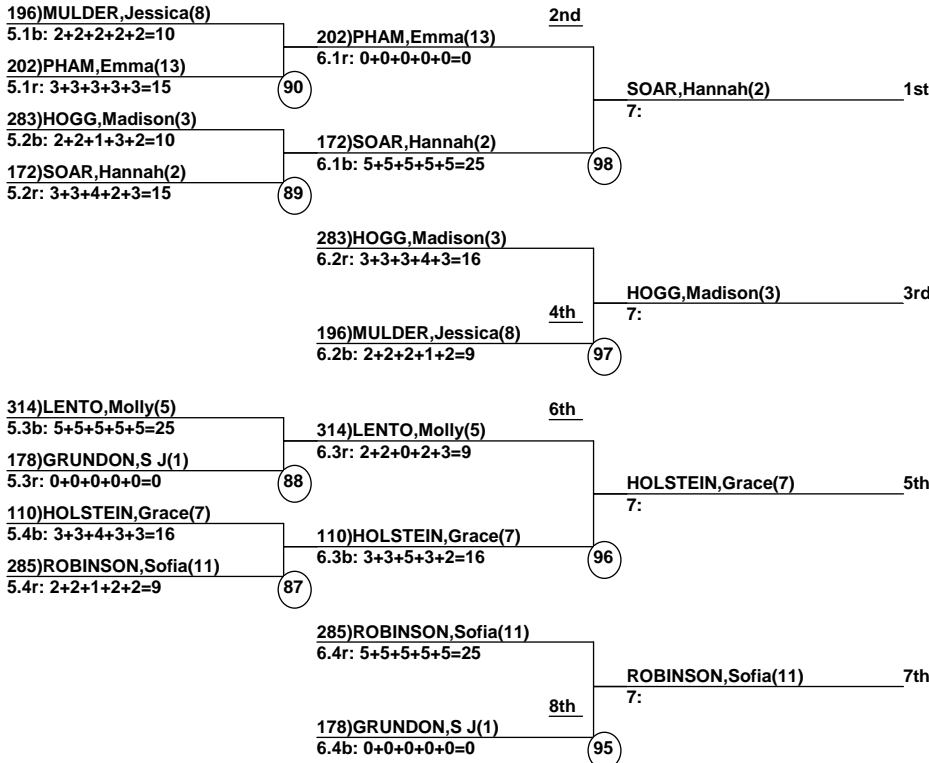 196)MULDER,Jessica(8)
5.1b: 2+2+2+2+2=10
202)PHAM,Emma(13)
5.1r: 3+3+3+3+3=15
90
283)HOGG,Madison(3)
5.2b: 2+2+1+3+2=10
172)SOAR,Hannah(2)
5.2r: 3+3+4+2+3=15
89
2nd
202)PHAM,Emma(13)
6.1r: 0+0+0+0+0=0
172)SOAR,Hannah(2)
6.1b: 5+5+5+5+5=25
98
SOAR,Hannah(2) 1st
7:
283)HOGG,Madison(3)
6.2r: 3+3+3+4+3=16
4th
196)MULDER,Jessica(8)
6.2b: 2+2+2+1+2=9
97
HOGG,Madison(3) 3rd
7:
314)LENTO,Molly(5)
5.3b: 5+5+5+5+5=25
178)GRUNDON,S J(1)
5.3r: 0+0+0+0+0=0
88
110)HOLSTEIN,Grace(7)
5.4b: 3+3+4+3+3=16
285)ROBINSON,Sofia(11)
5.4r: 2+2+1+2+2=9
87
6th
314)LENTO,Molly(5)
6.3r: 2+2+0+2+3=9
110)HOLSTEIN,Grace(7)
6.3b: 3+3+5+3+2=16
96
HOLSTEIN,Grace(7) 5th
7:
285)ROBINSON,Sofia(11)
6.4r: 5+5+5+5+5=25
8th
178)GRUNDON,S J(1)
6.4b: 0+0+0+0+0=0
95
ROBINSON,Sofia(11) 7th
7: